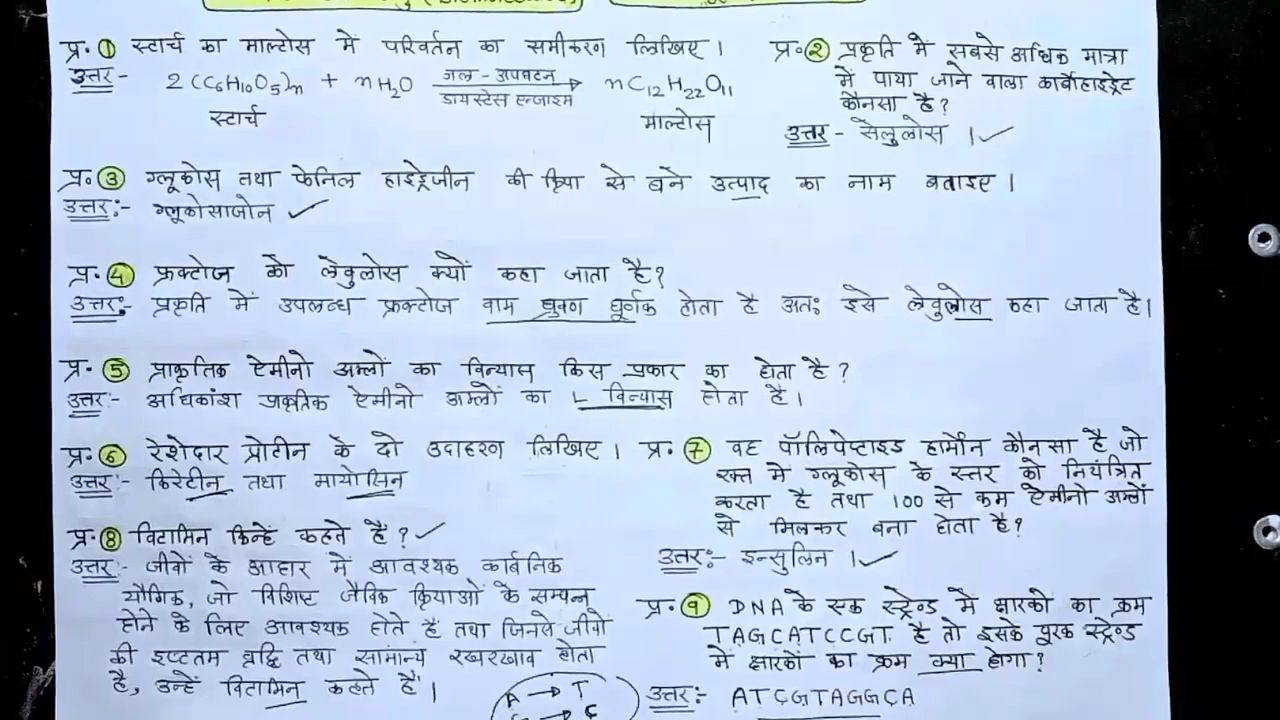 प्र. ① स्टार्च का माल्टोस में परिवर्तन का समीकरण लिखिए।
उत्तर - 2 (C6H10O5)n + nH2O जल - अपघटन nC12H22O11
डायस्टेस एन्जाइम
स्टार्च माल्टोस
प्र. ② प्रकृति में सबसे अधिक मात्रा
में पाया जाने वाला कार्बोहाइड्रेट
कौनसा है?
उत्तर - सेलुलोस ।
प्र. ③ ग्लूकोस तथा फेनिल हाइड्रेजीन की क्रिया से बने उत्पाद का नाम बताइए।
उत्तर:- ग्लूकोसाजोन
प्र. ④ फ्रक्टोज को लेवुलोस क्यों कहा जाता है?
उत्तर:- प्रकृति में उपलब्ध फ्रक्टोज वाम ध्रुवण घूर्णक होता है अतः इसे लेवुलोस कहा जाता है।
प्र. ⑤ प्राकृतिक ऐमीनो अम्लों का विन्यास किस प्रकार का होता है?
उत्तर:- अधिकांश प्राकृतिक ऐमीनो अम्लों का L विन्यास होता है।
प्र. ⑥ रेशेदार प्रोटीन के दो उदाहरण लिखिए।
उत्तर:- किरेटीन तथा मायोसिन
प्र. ⑦ वह पॉलिपेप्टाइड हार्मोन कौनसा है जो
रक्त में ग्लूकोस के स्तर को नियंत्रित
करता है तथा 100 से कम ऐमीनो अम्लों
से मिलकर बना होता है?
उत्तर:- इन्सुलिन ।
प्र. ⑧ विटामिन किन्हें कहते हैं?
उत्तर:- जीवों के आहार में आवश्यक कार्बनिक
यौगिक, जो विशिष्ट जैविक क्रियाओं के सम्पन्न
होने के लिए आवश्यक होते हैं तथा जिनसे जीवों
की इष्टतम वृद्धि तथा सामान्य रखरखाव होता
है, उन्हें विटामिन कहते हैं।
A → T
प्र. ⑨ DNA के एक स्ट्रेन्ड में क्षारकों का क्रम
TAGCATCCGT है तो इसके पूरक स्ट्रेन्ड
में क्षारकों का क्रम क्या होगा?
उत्तर:- ATCGTAGGCA